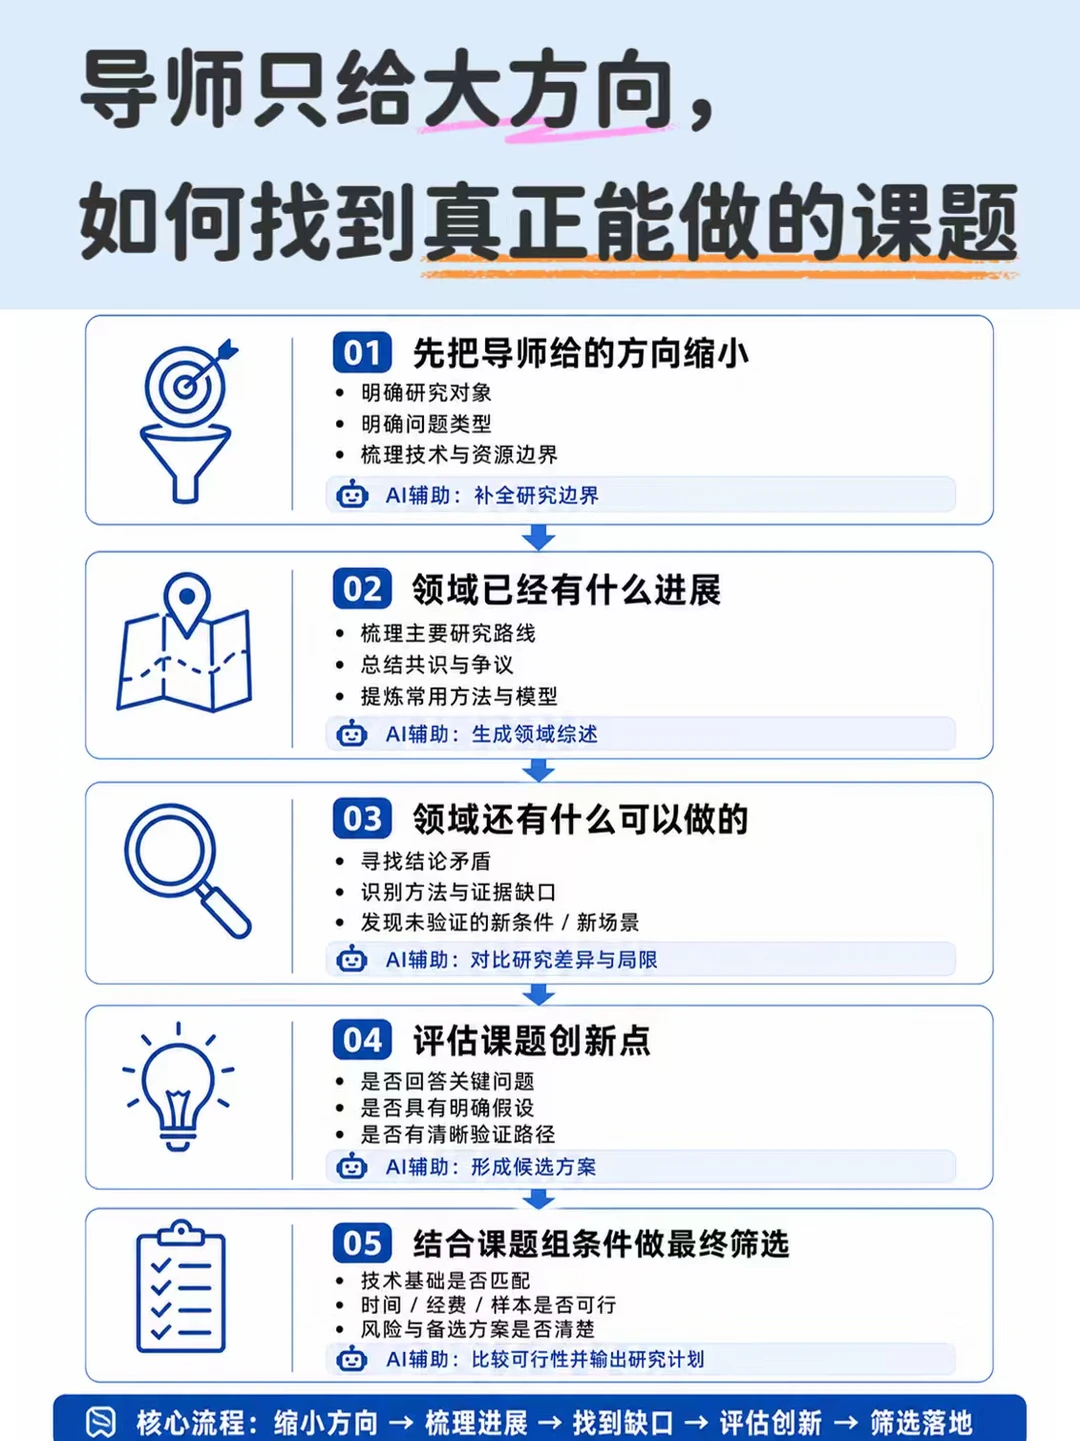 导师只给大方向，
如何找到真正能做的课题
01 先把导师给的方向缩小
• 明确研究对象
• 明确问题类型
• 梳理技术与资源边界
AI辅助：补全研究边界
02 领域已经有什么进展
• 梳理主要研究路线
• 总结共识与争议
• 提炼常用方法与模型
AI辅助：生成领域综述
03 领域还有什么可以做的
• 寻找结论矛盾
• 识别方法与证据缺口
• 发现未验证的新条件 / 新场景
AI辅助：对比研究差异与局限
04 评估课题创新点
• 是否回答关键问题
• 是否具有明确假设
• 是否有清晰验证路径
AI辅助：形成候选方案
05 结合课题组条件做最终筛选
• 技术基础是否匹配
• 时间 / 经费 / 样本是否可行
• 风险与备选方案是否清楚
AI辅助：比较可行性并输出研究计划
核心流程：缩小方向 → 梳理进展 → 找到缺口 → 评估创新 → 筛选落地